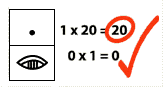 1 x 20 = 20
0 x 1 = 0